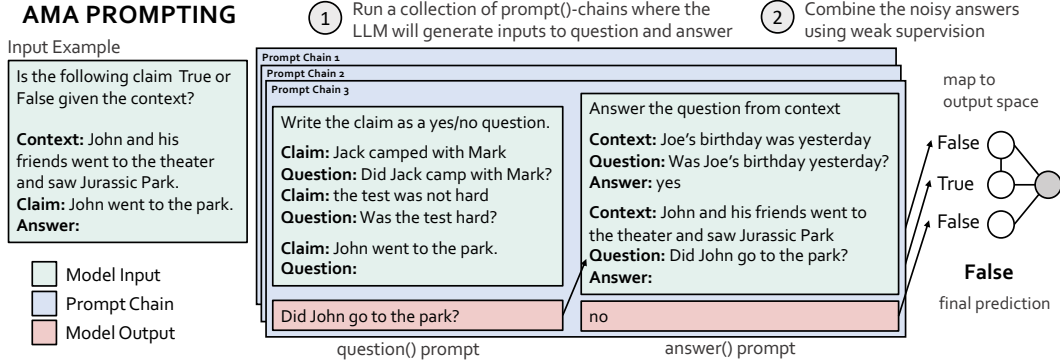 AMA PROMPTING
1
Run a collection of prompt()-chains where the
LLM will generate inputs to question and answer
2
Combine the noisy answers
using weak supervision
Input Example
Is the following claim True or
False given the context?
Context: John and his
friends went to the theater
and saw Jurassic Park.
Claim: John went to the park.
Answer:
Model Input
Prompt Chain
Model Output
Prompt Chain 1
Prompt Chain 2
Prompt Chain 3
Write the claim as a yes/no question.
Claim: Jack camped with Mark
Question: Did Jack camp with Mark?
Claim: the test was not hard
Question: Was the test hard?
Claim: John went to the park.
Question:
Did John go to the park?
question() prompt
Answer the question from context
Context: Joe's birthday was yesterday
Question: Was Joe's birthday yesterday?
Answer: yes
Context: John and his friends went to
the theater and saw Jurassic Park
Question: Did John go to the park?
Answer:
no
answer() prompt
map to
output space
False
True
False
False
final prediction